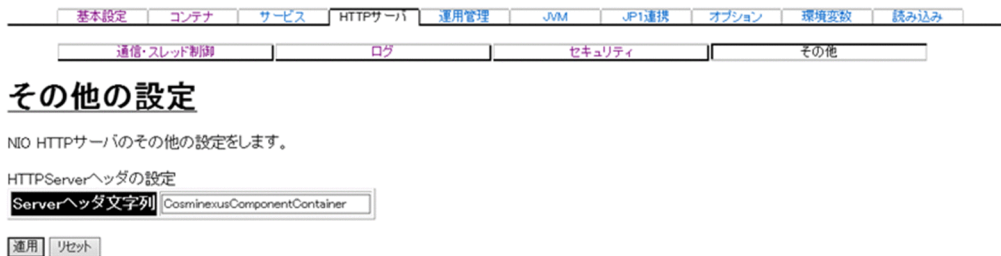 基本設定 コンテナ サービス HTTPサーバ 運用管理 JVM JP1連携 オプション 環境変数 読み込み
通信・スレッド制御 ログ セキュリティ その他
その他の設定
NIO HTTPサーバのその他の設定をします。
HTTPServerヘッダの設定
Serverヘッダ文字列 CosminexusComponentContainer
適用 リセット